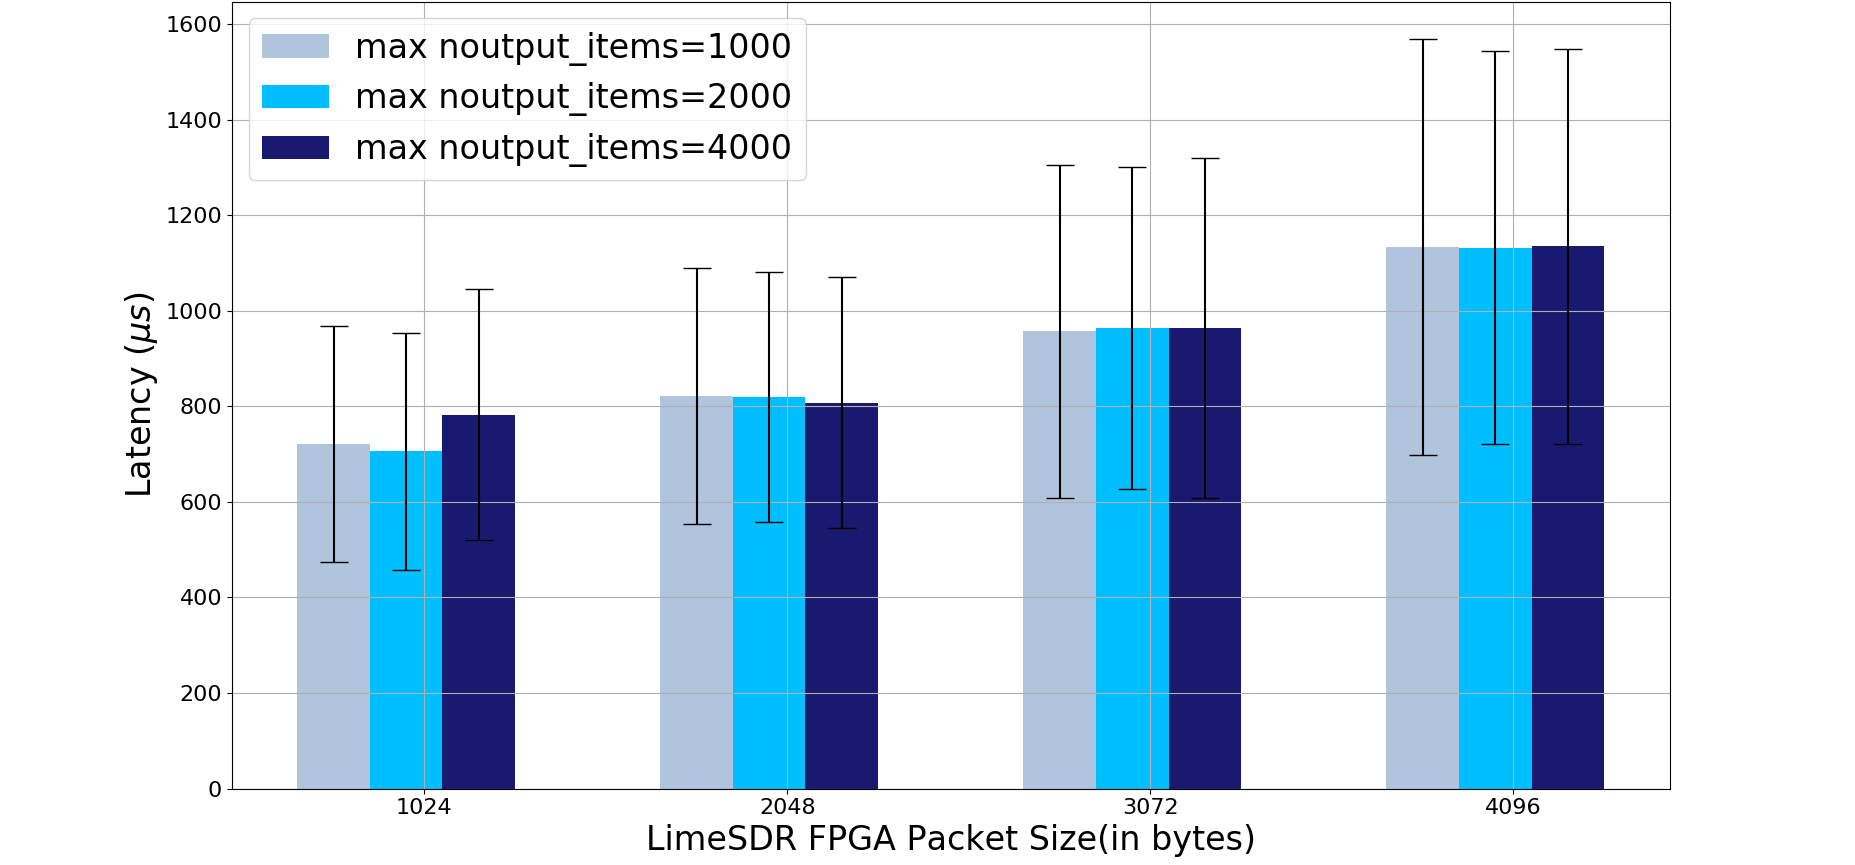 max noutput_items=1000
max noutput_items=2000
max noutput_items=4000
Latency (μs)
1600
1400
1200
1000
800
600
400
200
0
1024 2048 3072 4096
LimeSDR FPGA Packet Size(in bytes)